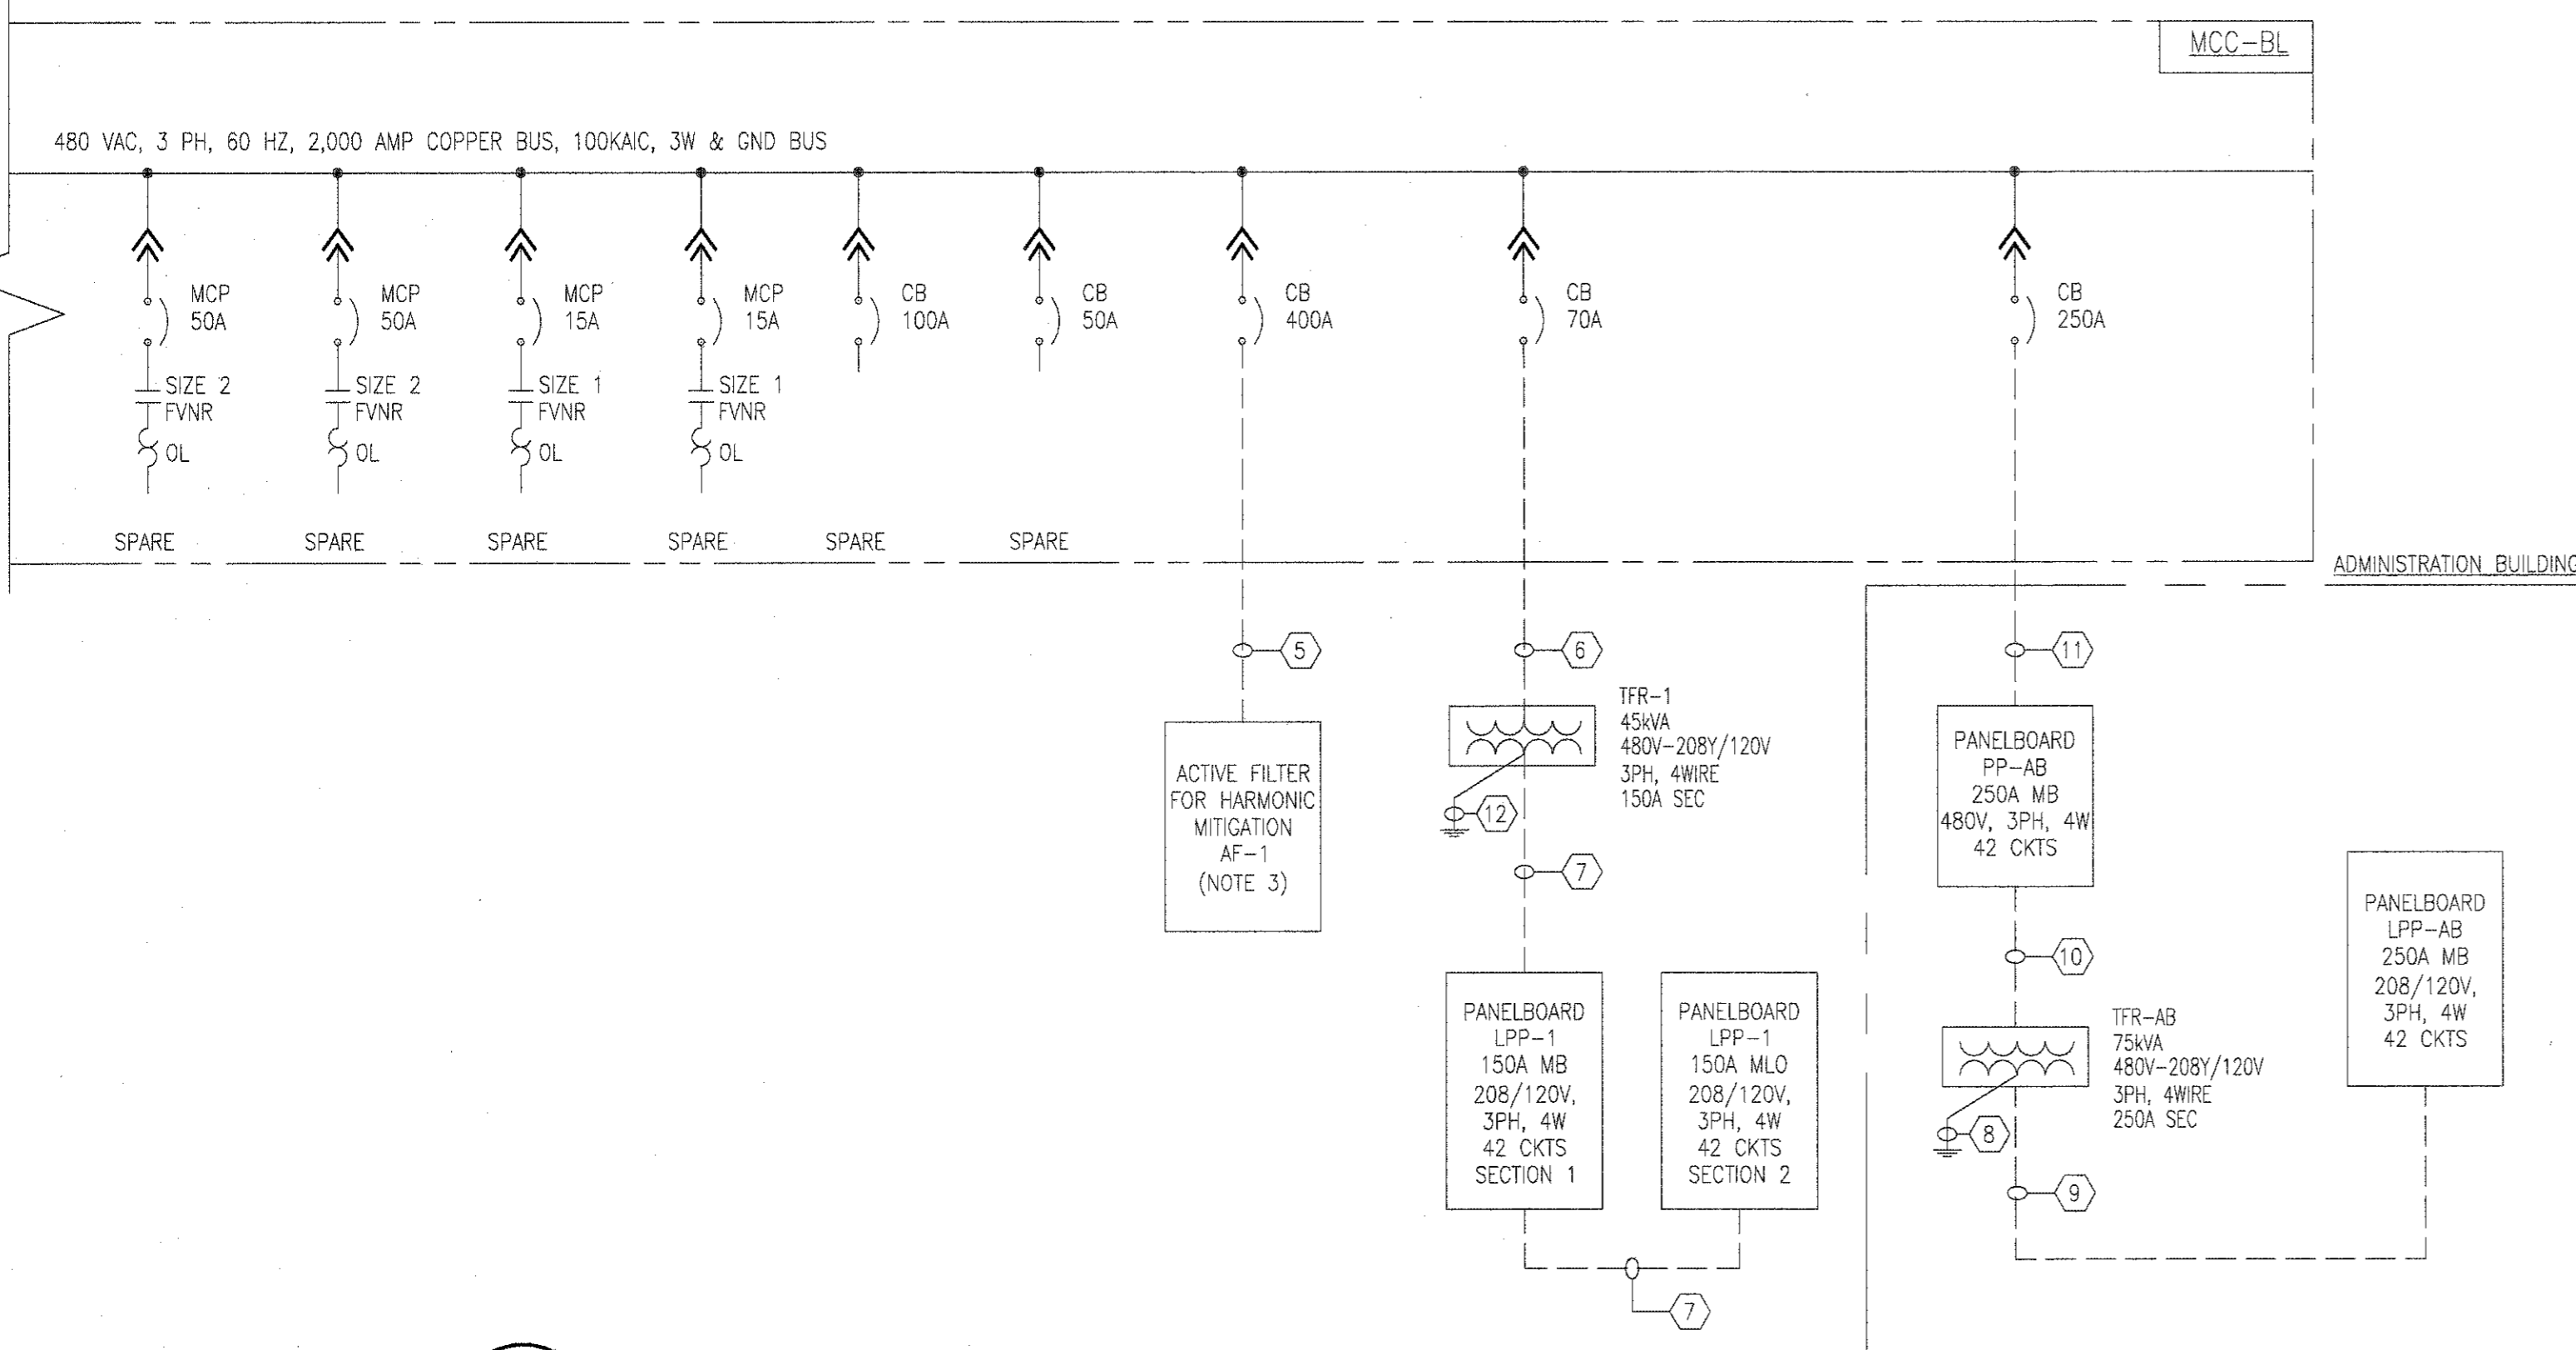 MCC-BL
480 VAC, 3 PH, 60 HZ, 2,000 AMP COPPER BUS, 100KAIC, 3W & GND BUS
MCP
50A
SIZE 2
FVNR
OL
SPARE
MCP
50A
SIZE 2
FVNR
OL
SPARE
MCP
15A
SIZE 1
FVNR
OL
SPARE
MCP
15A
SIZE 1
FVNR
OL
SPARE
CB
100A
SPARE
CB
50A
SPARE
CB
400A
5
ACTIVE FILTER
FOR HARMONIC
MITIGATION
AF-1
(NOTE 3)
CB
70A
6
TFR-1
45kVA
480V-208Y/120V
3PH, 4WIRE
150A SEC
12
7
PANELBOARD
LPP-1
150A MB
208/120V,
3PH, 4W
42 CKTS
SECTION 1
PANELBOARD
LPP-1
150A MLO
208/120V,
3PH, 4W
42 CKTS
SECTION 2
7
CB
250A
ADMINISTRATION BUILDING
11
PANELBOARD
PP-AB
250A MB
480V, 3PH, 4W
42 CKTS
10
TFR-AB
75kVA
480V-208Y/120V
3PH, 4WIRE
250A SEC
8
9
PANELBOARD
LPP-AB
250A MB
208/120V,
3PH, 4W
42 CKTS